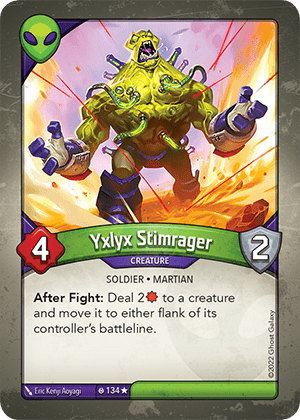 Yxlyx Stimrager
4
CREATURE
2
SOLDIER • MARTIAN
After Fight: Deal 2 to a creature
and move it to either flank of its
controller's battleline.
©2022 Ghost Galaxy
Eric Kenji Aoyagi
134★